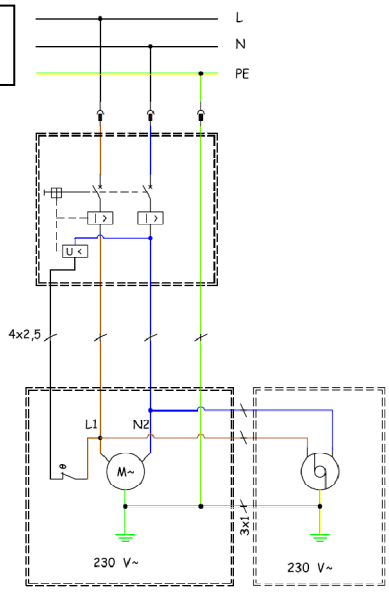 L
N
PE
I >
I >
U <
4x2,5
L1
N2
θ
M~
3x1
230 V~
230 V~